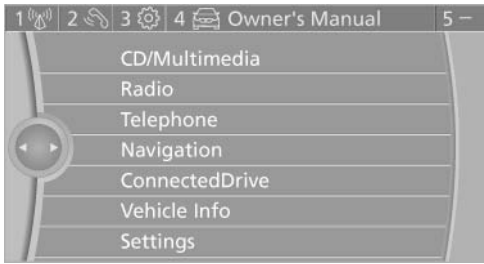 1 2 3 4 Owner's Manual 5 –
CD/Multimedia
Radio
Telephone
Navigation
ConnectedDrive
Vehicle Info
Settings